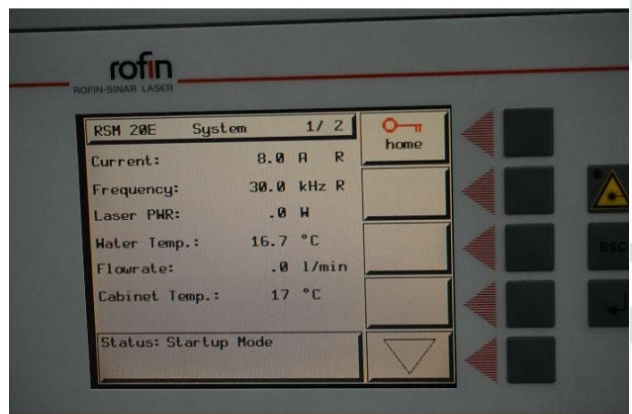 rofin
ROFIN-SINAR LASER
RSM 20E System 1/ 2
home
Current: 8.0 A R
Frequency: 30.0 kHz R
Laser PWR: .0 W
Water Temp.: 16.7 °C
Flowrate: .0 l/min
Cabinet Temp.: 17 °C
Status: Startup Mode
ESC